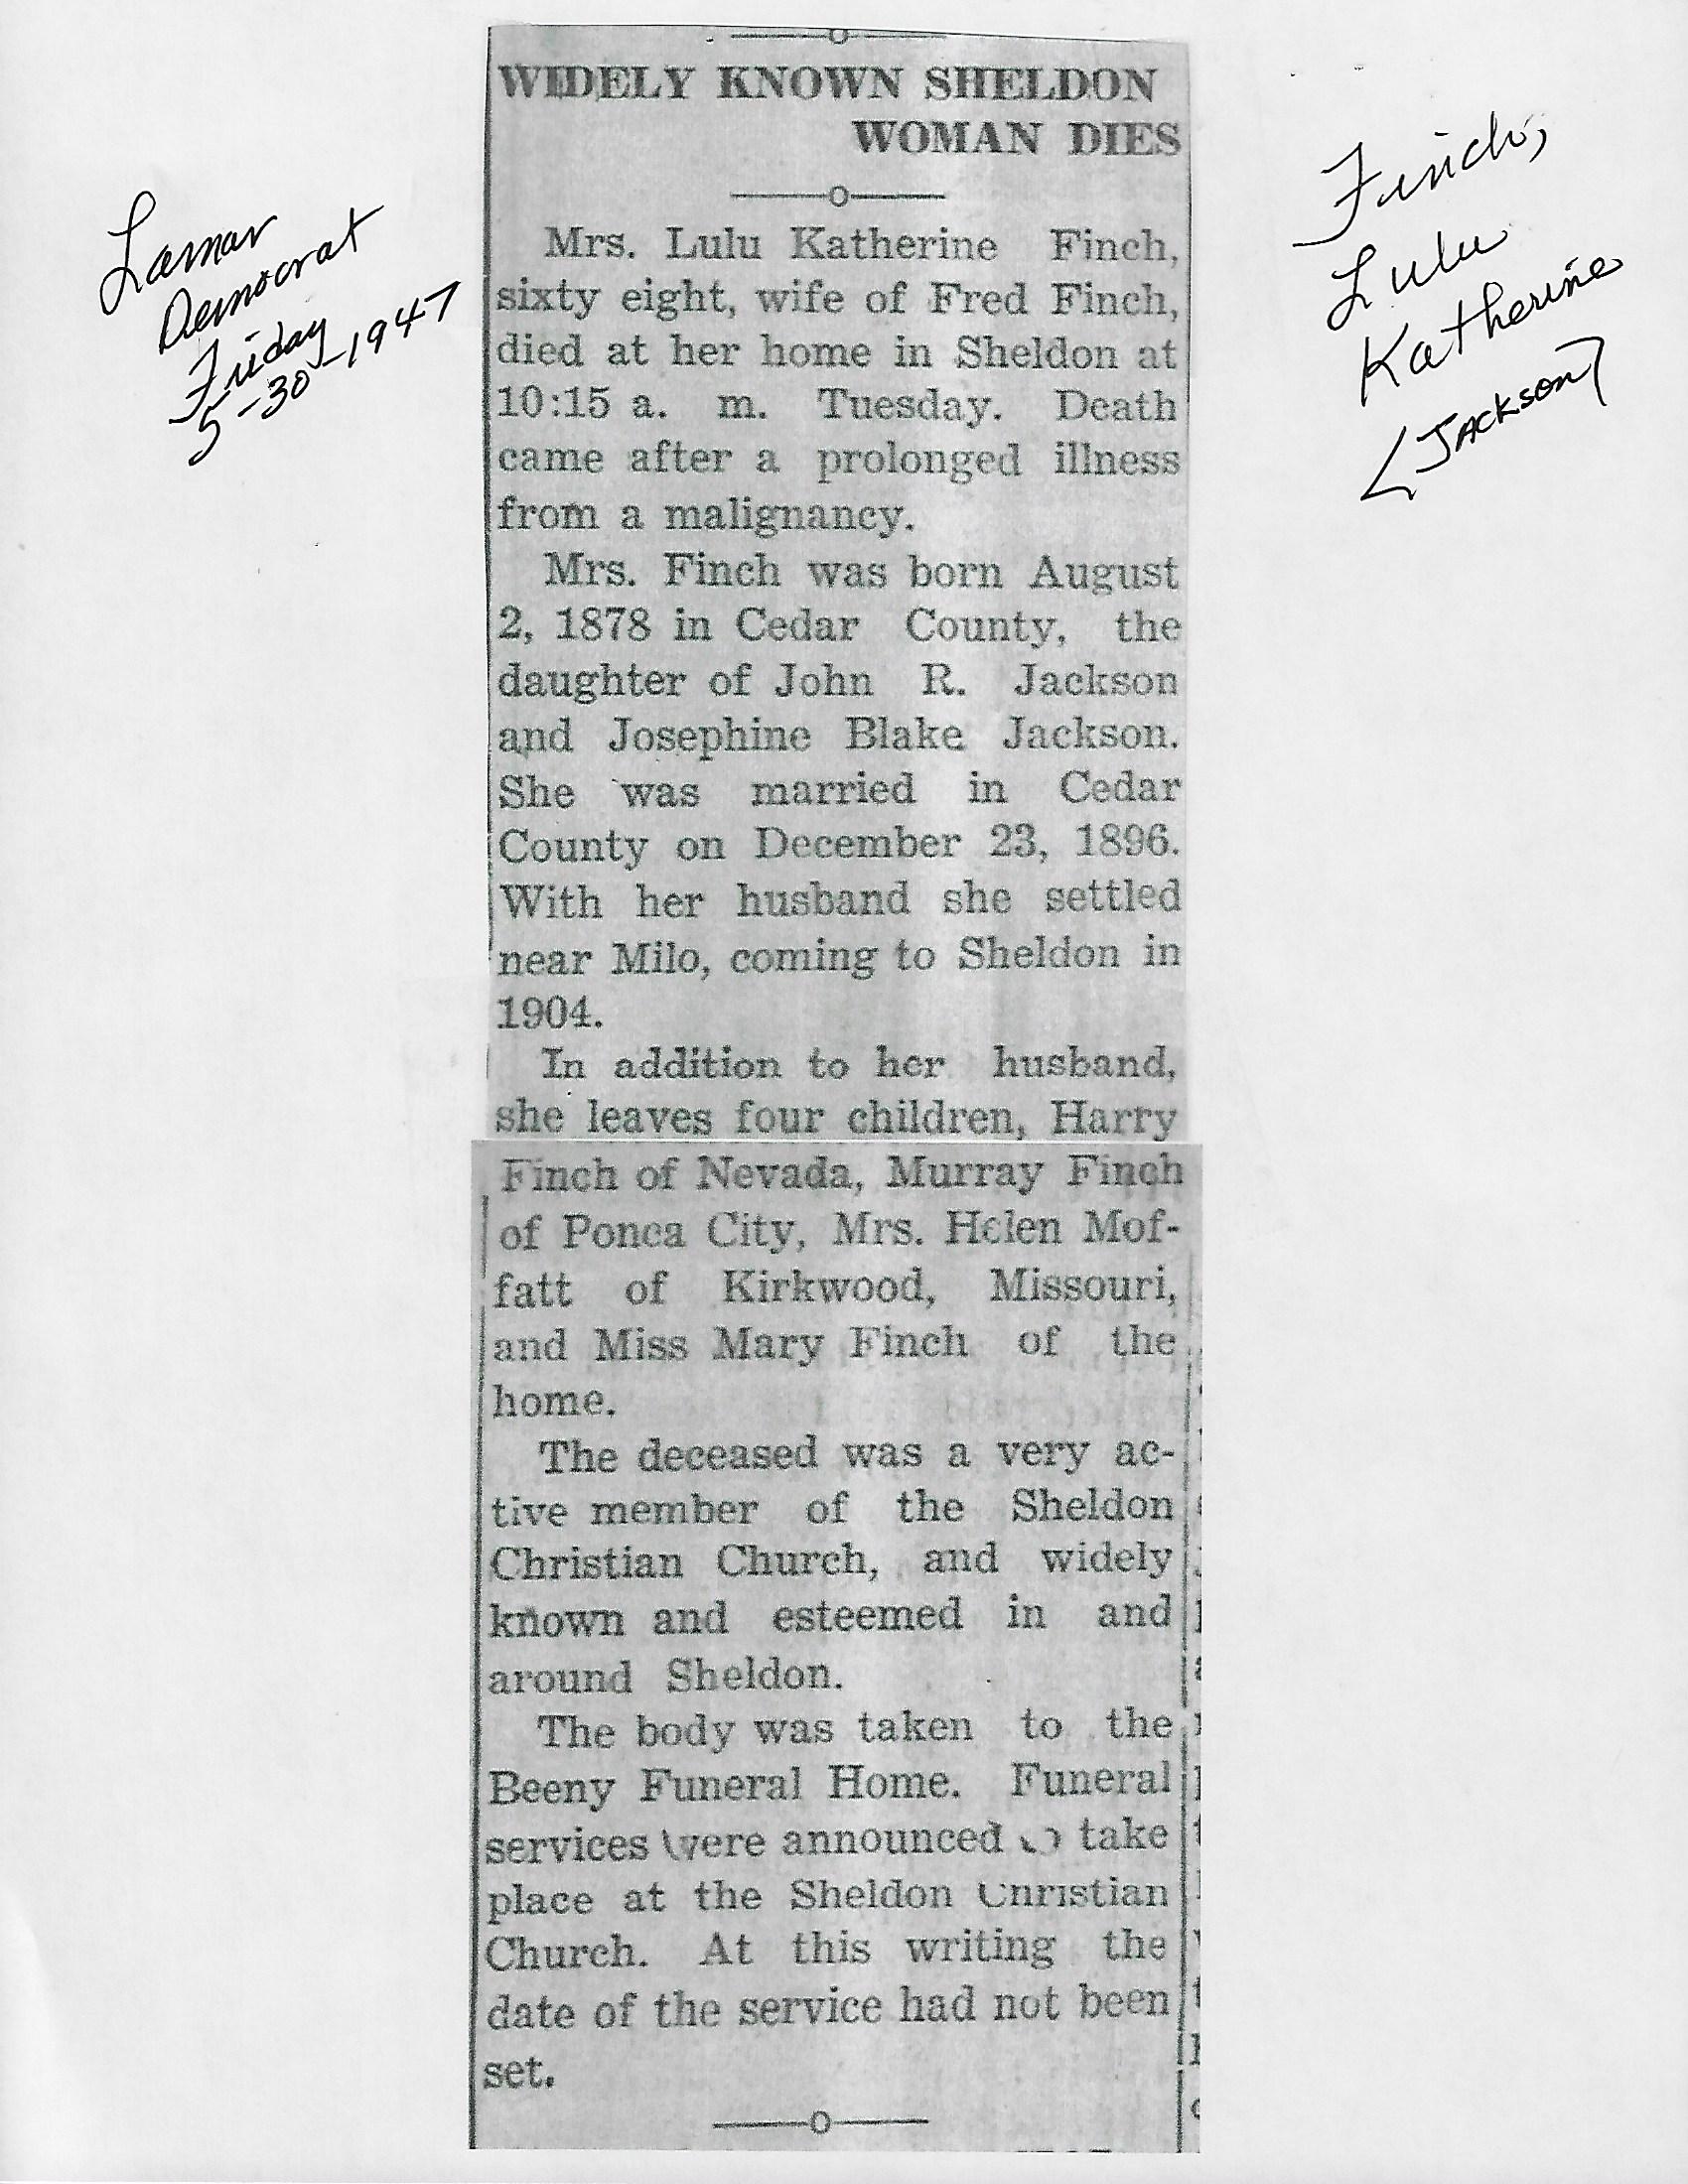 WIDELY KNOWN SHELDON
WOMAN DIES
Lamar
Democrat
Friday
5-30-1947
Finch,
Lulu
Katherine
<JACKSON>
Mrs. Lulu Katherine Finch,
sixty eight, wife of Fred Finch,
died at her home in Sheldon at
10:15 a. m. Tuesday. Death
came after a prolonged illness
from a malignancy.
Mrs. Finch was born August
2, 1878 in Cedar County, the
daughter of John R. Jackson
and Josephine Blake Jackson.
She was married in Cedar
County on December 23, 1896.
With her husband she settled
near Milo, coming to Sheldon in
1904.
In addition to her husband,
she leaves four children, Harry
Finch of Nevada, Murray Finch
of Ponca City, Mrs. Helen Mof-
fatt of Kirkwood, Missouri,
and Miss Mary Finch of the
home.
The deceased was a very ac-
tive member of the Sheldon
Christian Church, and widely
known and esteemed in and
around Sheldon.
The body was taken to the
Beeny Funeral Home. Funeral
services were announced to take
place at the Sheldon Christian
Church. At this writing the
date of the service had not been
set.